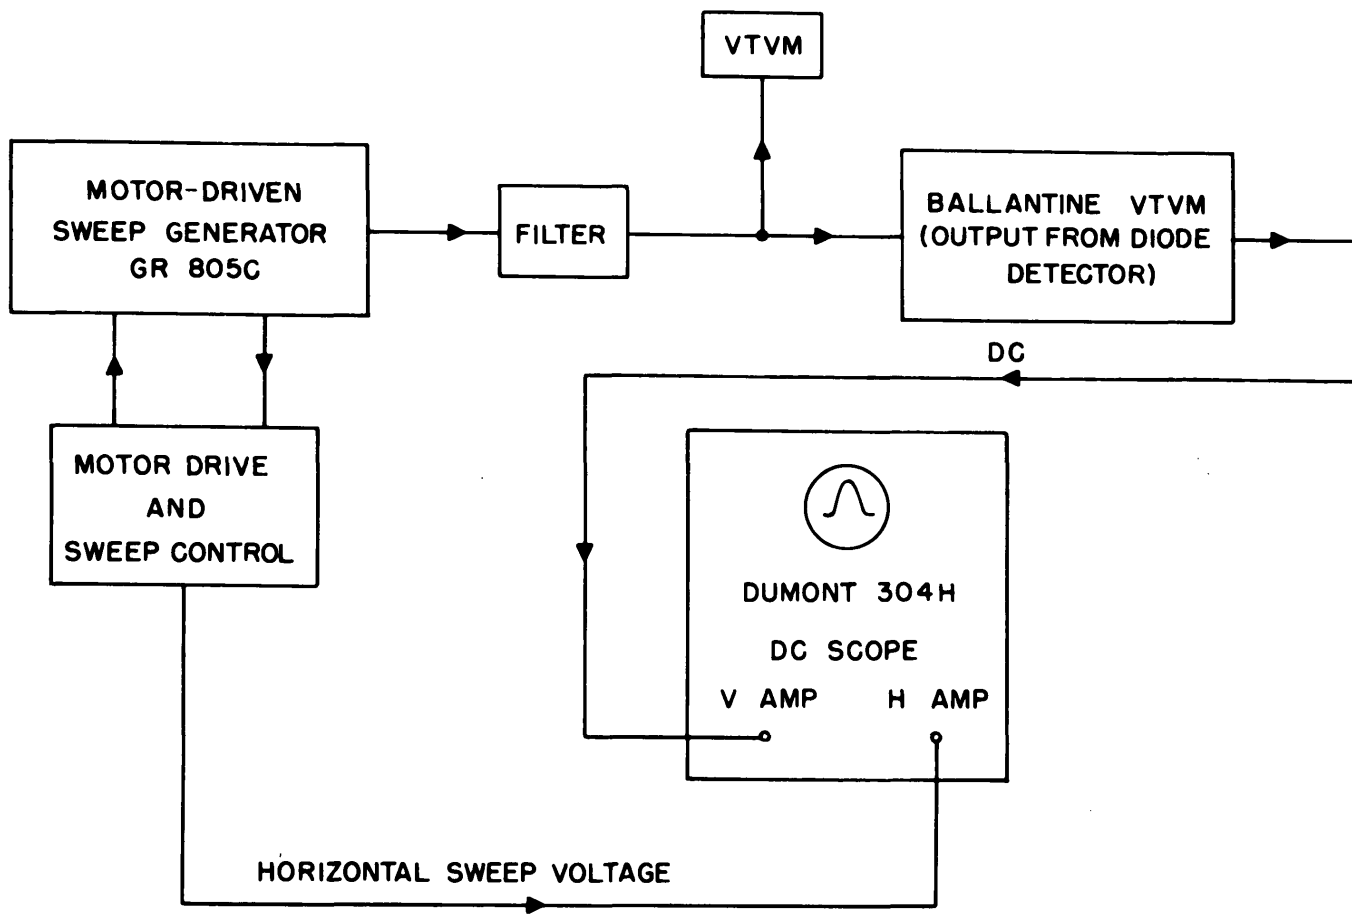 VTVM
MOTOR-DRIVEN
SWEEP GENERATOR
GR 805C
FILTER
BALLANTINE VTVM
(OUTPUT FROM DIODE
DETECTOR)
DC
MOTOR DRIVE
AND
SWEEP CONTROL
DUMONT 304H
DC SCOPE
V AMP H AMP
HORIZONTAL SWEEP VOLTAGE